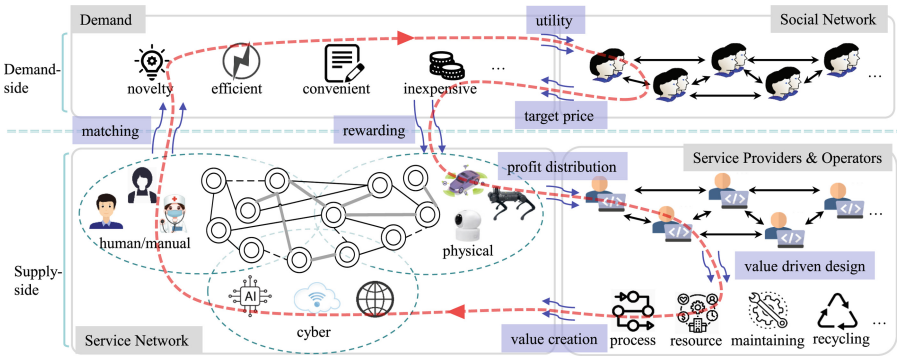 Demand
utility
Social Network
Demand-
side
novelty
efficient
convenient
inexpensive
...
...
matching
rewarding
target price
profit distribution
Service Providers & Operators
human/manual
physical
...
Supply-
side
value driven design
AI
cyber
Service Network
value creation
process
resource
maintaining
recycling
...